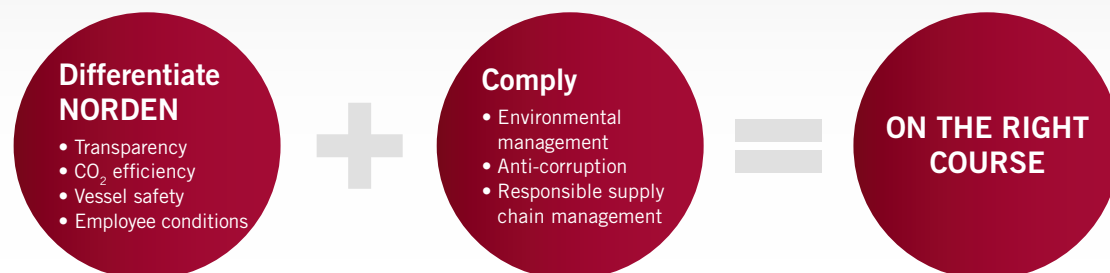 Differentiate
NORDEN
• Transparency
• CO₂ efficiency
• Vessel safety
• Employee conditions
Comply
• Environmental
management
• Anti-corruption
• Responsible supply
chain management
ON THE RIGHT
COURSE